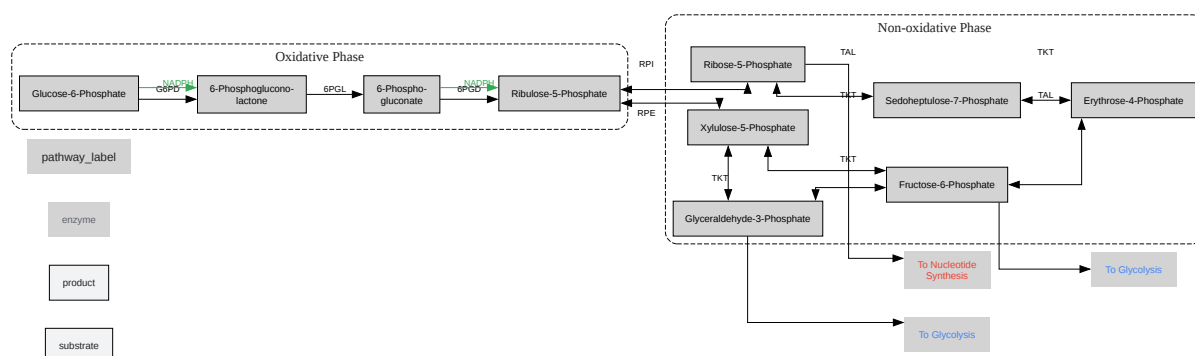 Non-oxidative Phase
Oxidative Phase
RPI
Ribose-5-Phosphate
TAL
TKT
NADPH
NADPH
Glucose-6-Phosphate
G6PD
6-Phosphoglucono-
lactone
6PGL
6-Phospho-
gluconate
6PGD
Ribulose-5-Phosphate
TKT
Sedoheptulose-7-Phosphate
TAL
Erythrose-4-Phosphate
RPE
Xylulose-5-Phosphate
pathway_label
TKT
TKT
Fructose-6-Phosphate
enzyme
Glyceraldehyde-3-Phosphate
To Nucleotide
Synthesis
To Glycolysis
product
To Glycolysis
substrate